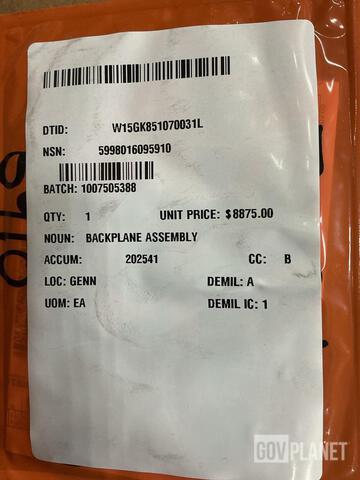 DTID: W15GK851070031L
NSN: 5998016095910
BATCH: 1007505388
QTY: 1 UNIT PRICE: $8875.00
NOUN: BACKPLANE ASSEMBLY
ACCUM: 202541 CC: B
LOC: GENN DEMIL: A
UOM: EA DEMIL IC: 1
GOVPLANET